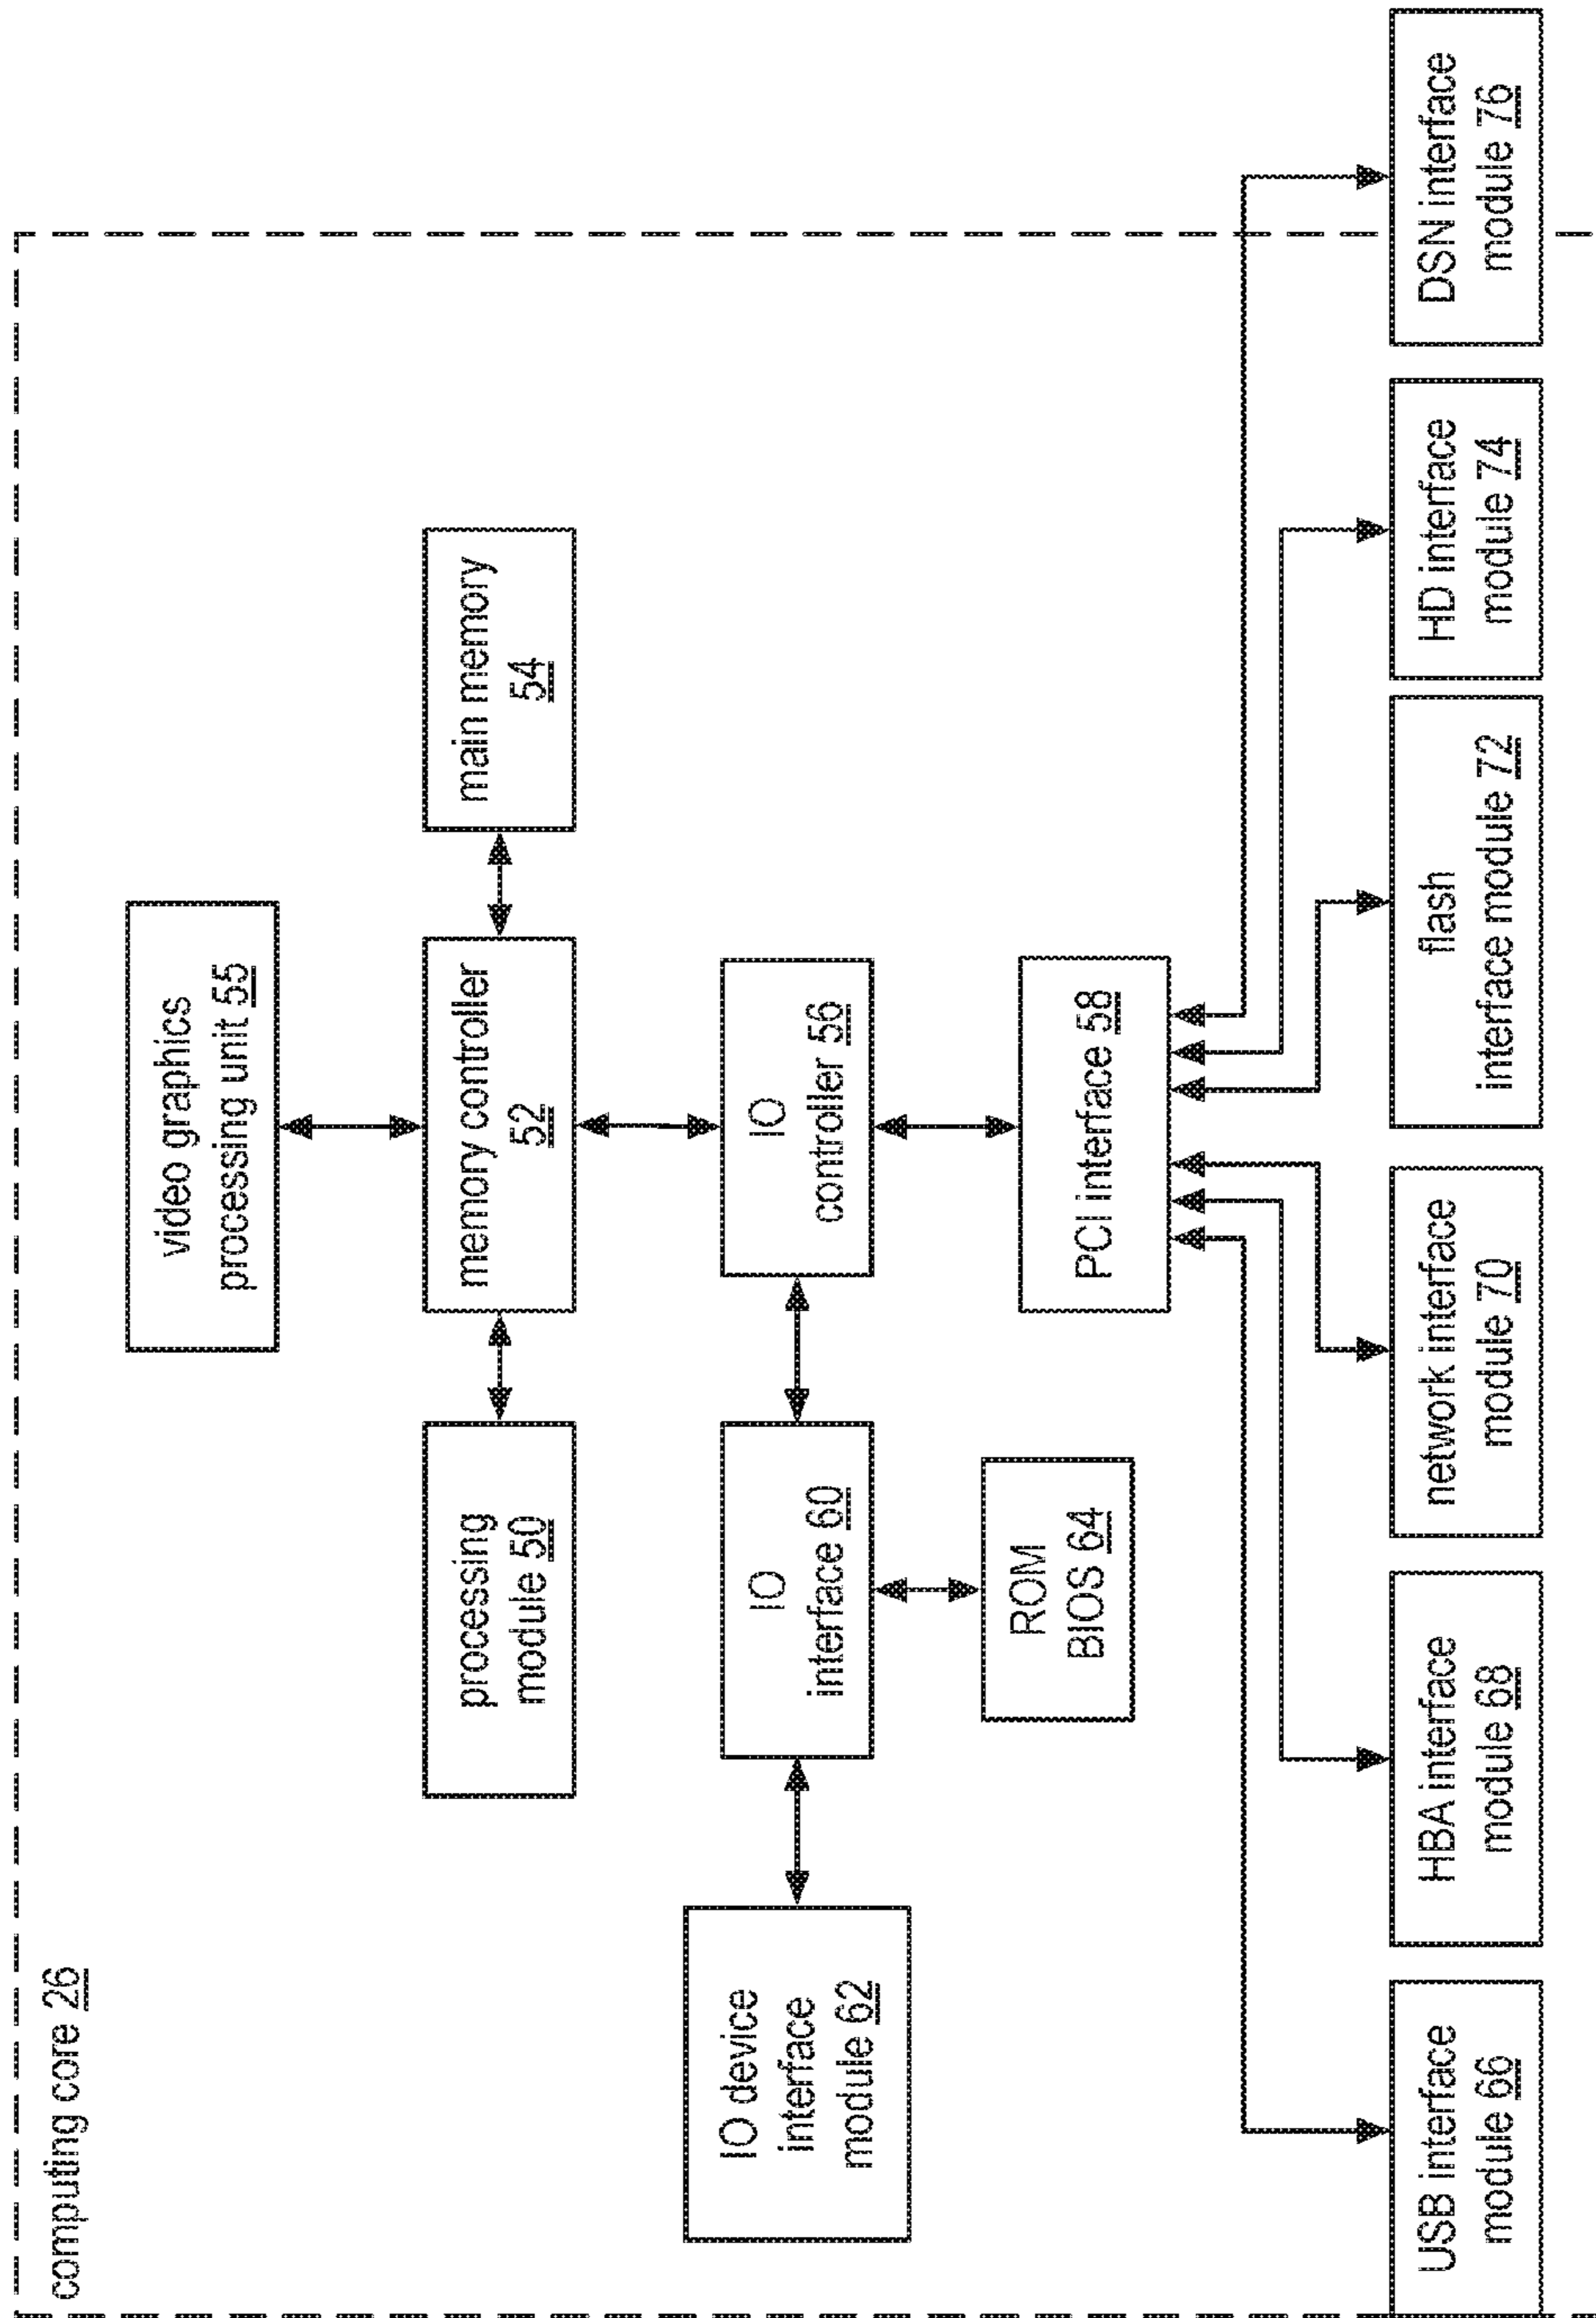 computing core 26
video graphics
processing unit 55
processing
module 50
memory controller
52
main memory
54
IO device
interface
module 62
IO
interface 60
IO
controller 56
ROM
BIOS 64
PCI interface 58
USB interface
module 66
HBA interface
module 68
network interface
module 70
flash
interface module 72
HD interface
module 74
DSN interface
module 76